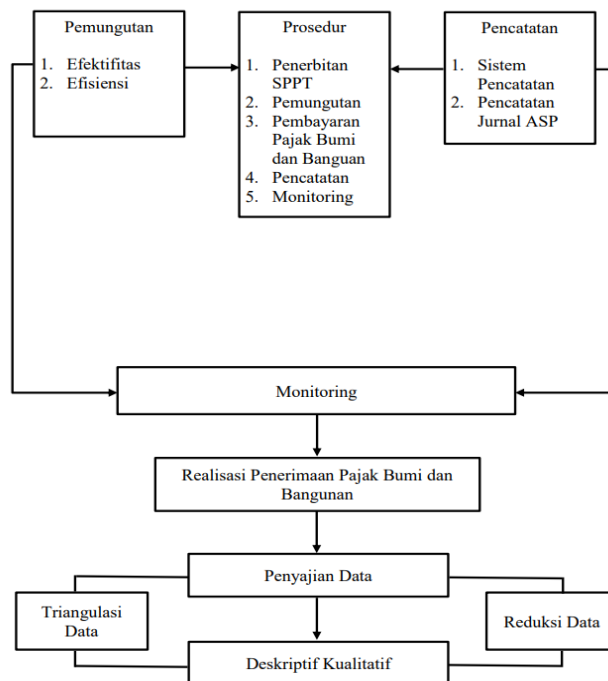 Pemungutan
1. Efektifitas
2. Efisiensi
Prosedur
1. Penerbitan
SPPT
2. Pemungutan
3. Pembayaran
Pajak Bumi
dan Banguan
4. Pencatatan
5. Monitoring
Pencatatan
1. Sistem
Pencatatan
2. Pencatatan
Jurnal ASP
Monitoring
Realisasi Penerimaan Pajak Bumi dan
Bangunan
Penyajian Data
Triangulasi
Data
Reduksi Data
Deskriptif Kualitatif